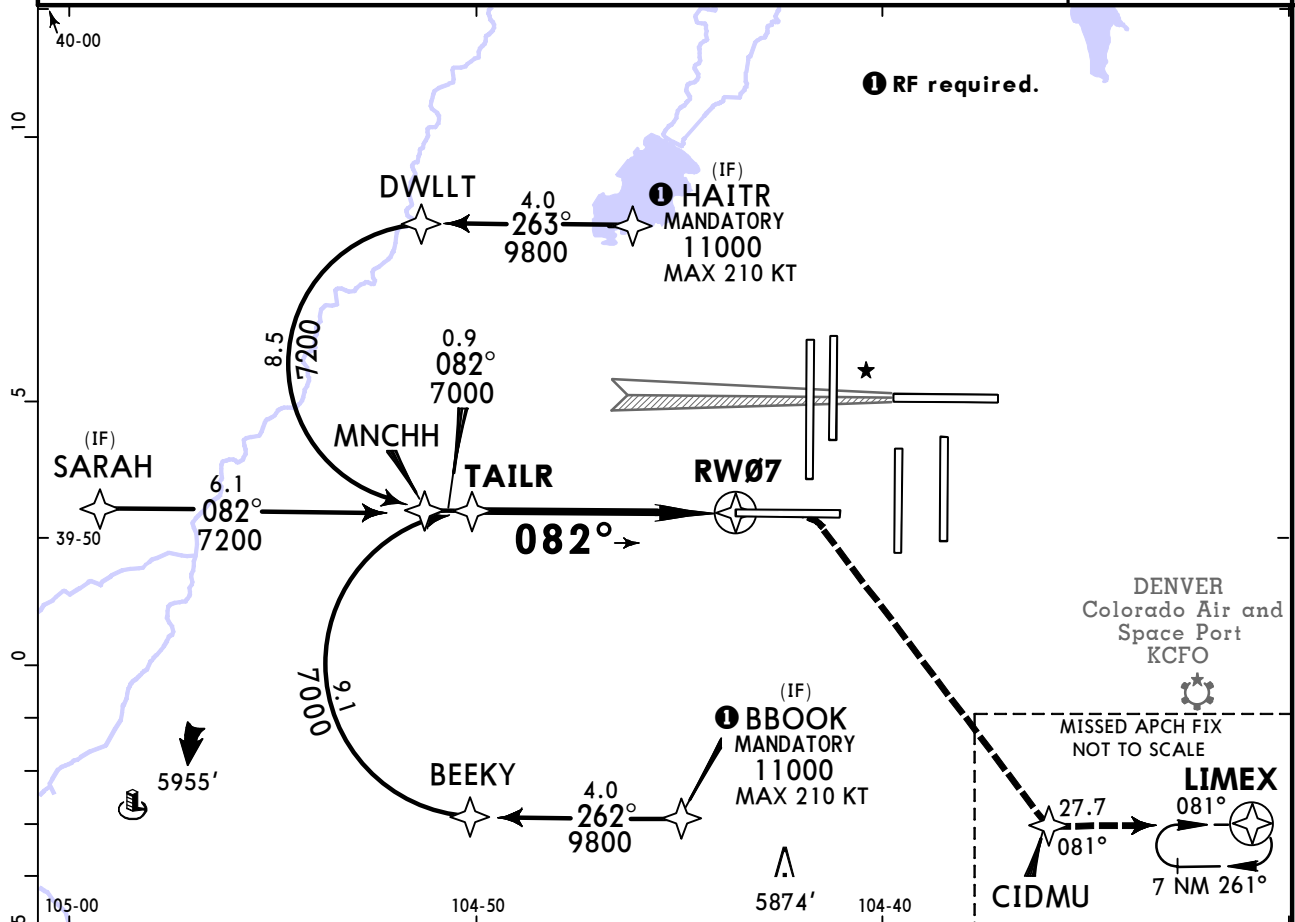 40-00
❶ RF required.
10
DWLLT
4.0
263°
9800
(IF)
❶ HAITR
MANDATORY
11000
MAX 210 KT
8.5
7200
0.9
082°
7000
5
MNCHH
TAILR
RWØ7
(IF)
SARAH
6.1
082°
7200
082°
39-50
DENVER
Colorado Air and
Space Port
KCFO
0
9.1
7000
(IF)
❶ BBOOK
MANDATORY
11000
MAX 210 KT
MISSED APCH FIX
NOT TO SCALE
5955'
BEEKY
4.0
262°
9800
LIMEX
27.7
081°
081°
7 NM 261°
CIDMU
5874'
5
105-00
104-50
104-40